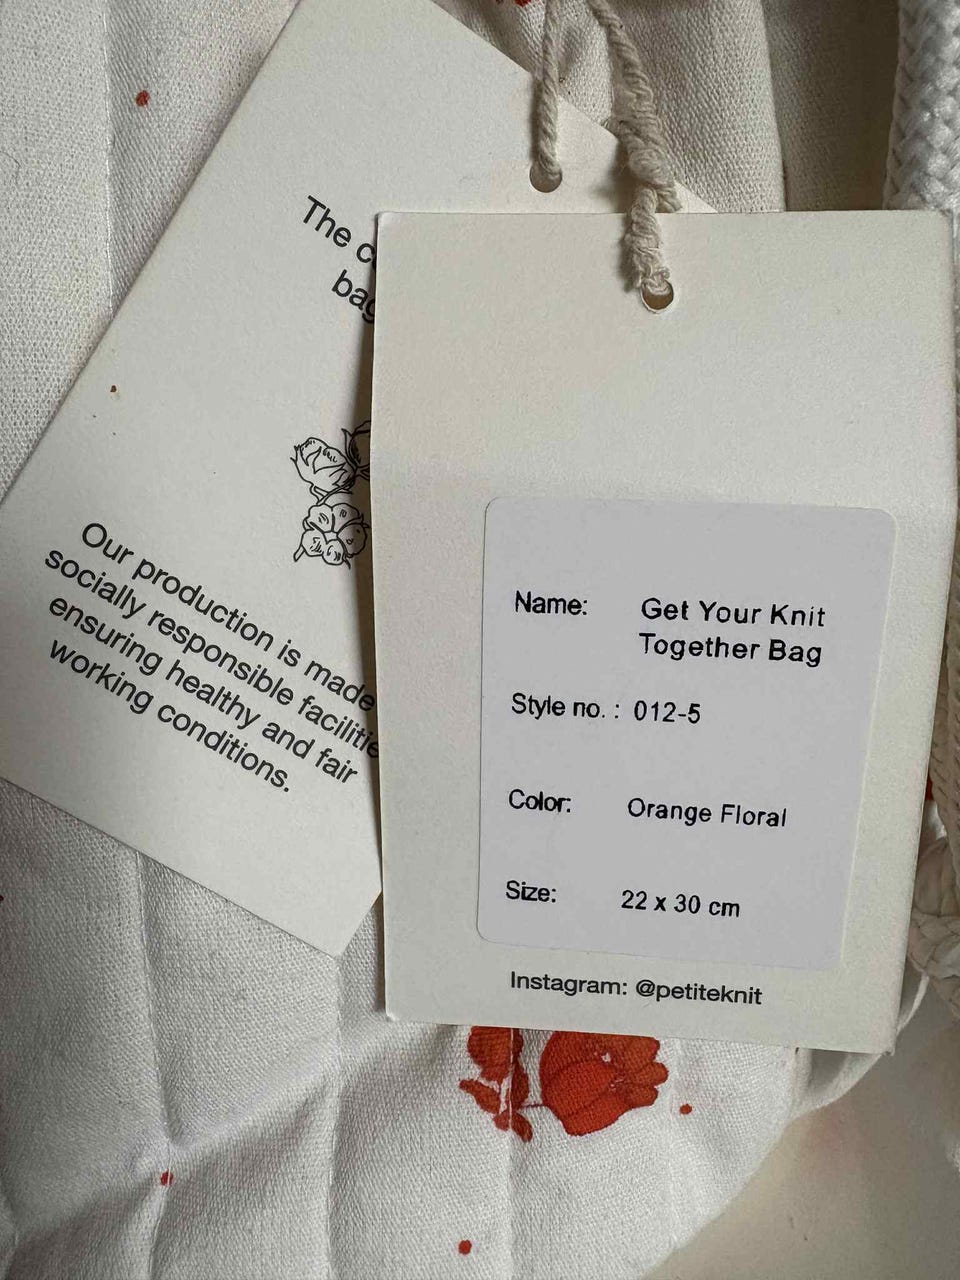 The
Our production is made
socially responsible
ensuring healthy and fair
working conditions.
Name: Get Your Knit
Together Bag
Style no. : 012-5
Color: Orange Floral
Size: 22 x 30 cm
Instagram: @petiteknit